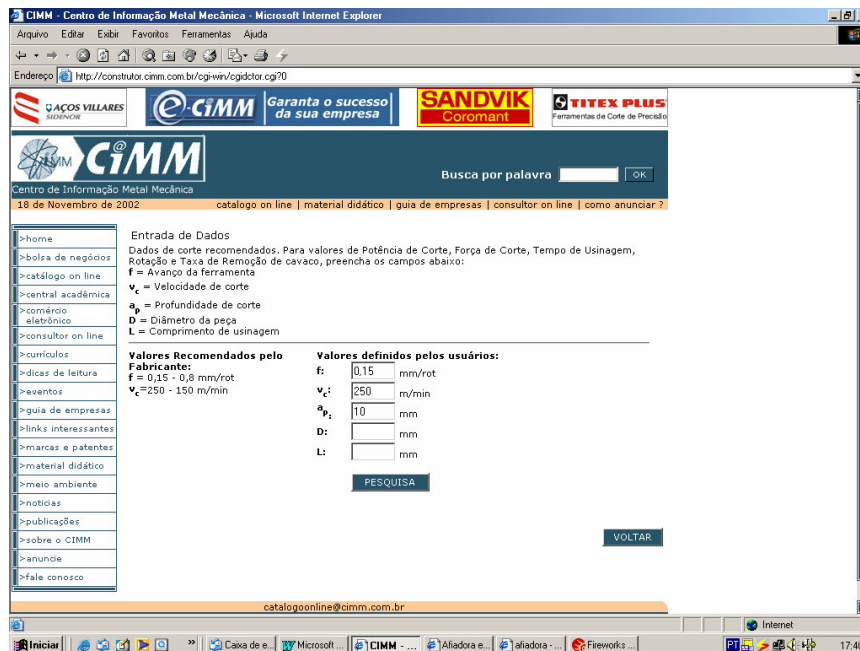 CIMM - Centro de Informação Metal Mecânica - Microsoft Internet Explorer
Arquivo Editar Exibir Favoritos Ferramentas Ajuda
Endereço http://construtor.cimm.com.br/cgi-win/cgidctor.cgi?0
AÇOS VILLARES
SIDENOR
@-CiMM
Garanta o sucesso
da sua empresa
SANDVIK
Coromant
TITEX PLUS
Ferramentas de Corte de Precisão
CiMM
Centro de Informação Metal Mecânica
Busca por palavra OK
18 de Novembro de 2002 catalogo on line | material didático | guia de empresas | consultor on line | como anunciar ?
>home
>bolsa de negócios
>catálogo on line
>central acadêmica
>comércio
eletrônico
>consultor on line
>currículos
>dicas de leitura
>eventos
>guia de empresas
>links interessantes
>marcas e patentes
>material didático
>meio ambiente
>noticias
>publicações
>sobre o CIMM
>anuncie
>fale conosco
Entrada de Dados
Dados de corte recomendados. Para valores de Potência de Corte, Força de Corte, Tempo de Usinagem,
Rotação e Taxa de Remoção de cavaco, preencha os campos abaixo:
f = Avanço da ferramenta
vc = Velocidade de corte
ap = Profundidade de corte
D = Diâmetro da peça
L = Comprimento de usinagem
Valores Recomendados pelo
Fabricante:
f = 0,15 - 0,8 mm/rot
vc=250 - 150 m/min
Valores definidos pelos usuários:
f: 0,15 mm/rot
vc: 250 m/min
ap: 10 mm
D: mm
L: mm
PESQUISA
VOLTAR
catalogoonline@cimm.com.br
Internet
Iniciar » Caixa de e... Microsoft ... CIMM - ... Afiadora e... afiadora - ... Fireworks ... PT